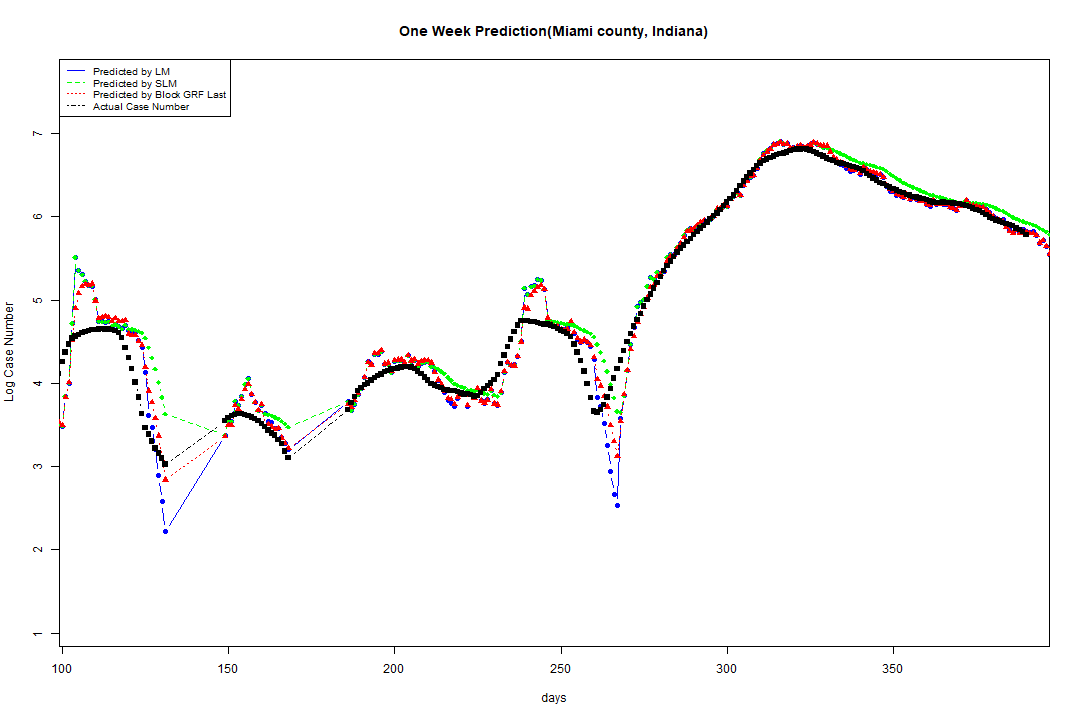 One Week Prediction(Miami county, Indiana)
Predicted by LM
Predicted by SLM
Predicted by Block GRF Last
Actual Case Number
Log Case Number
7
6
5
4
3
2
1
100 150 200 250 300 350
days